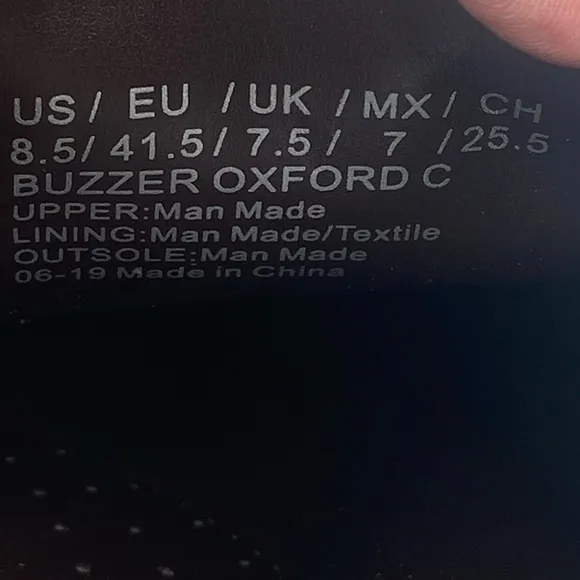 US/ EU / UK / MX/ CH
8.5/ 41.5/ 7.5/ 7 / 25.5
BUZZER OXFORD C
UPPER:Man Made
LINING:Man Made/Textile
OUTSOLE:Man Made
06-19 Made in China